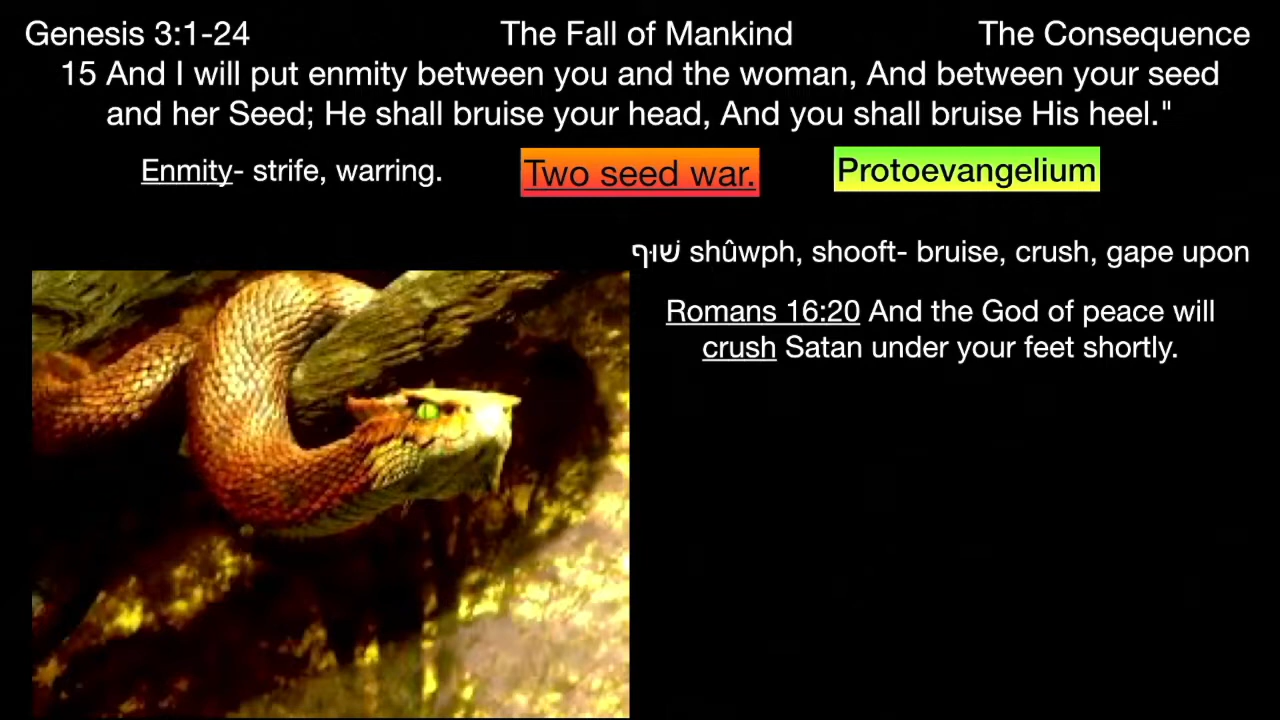 Genesis 3:1-24 The Fall of Mankind The Consequence
15 And I will put enmity between you and the woman, And between your seed
and her Seed; He shall bruise your head, And you shall bruise His heel."
Enmity- strife, warring. Two seed war. Protoevangelium
שׁוּף shûwph, shooft- bruise, crush, gape upon
Romans 16:20 And the God of peace will
crush Satan under your feet shortly.